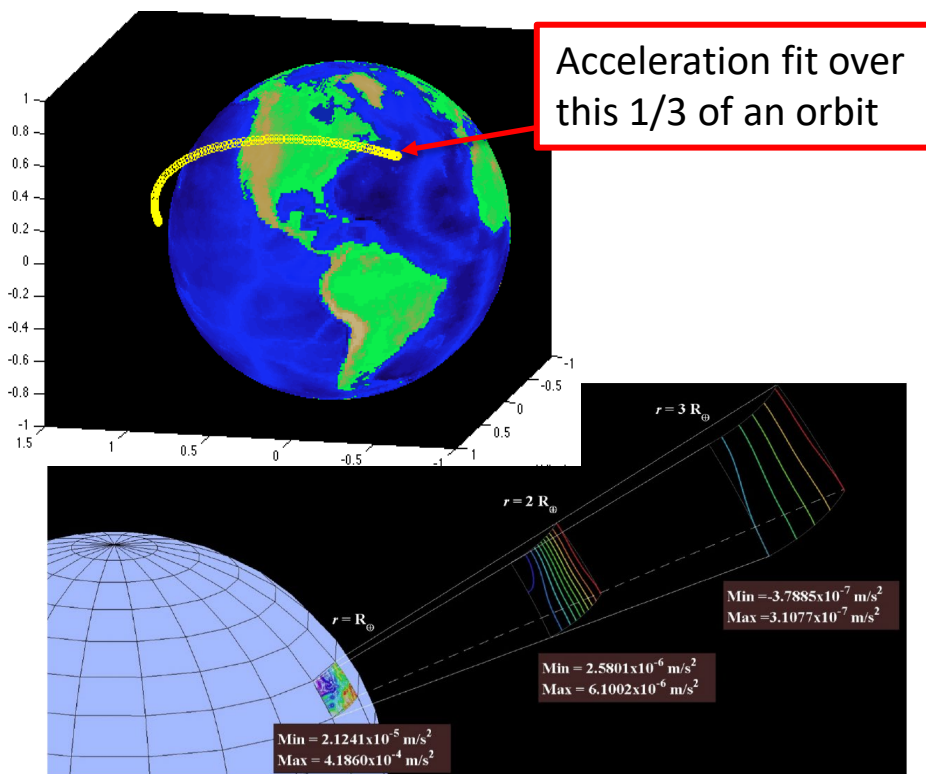 Acceleration fit over
this 1/3 of an orbit
1
0.8
0.6
0.4
0.2
0
-0.2
-0.4
-0.6
-0.8
-1
1.5
1
0.5
0
-0.5
-1
1
0.5
0
-0.5
-1
r = 3 R⊕
r = 2 R⊕
r = R⊕
Min =-3.7885x10⁻⁷ m/s²
Max =3.1077x10⁻⁷ m/s²
Min = 2.5801x10⁻⁶ m/s²
Max = 6.1002x10⁻⁶ m/s²
Min = 2.1241x10⁻⁵ m/s²
Max = 4.1860x10⁻⁴ m/s²